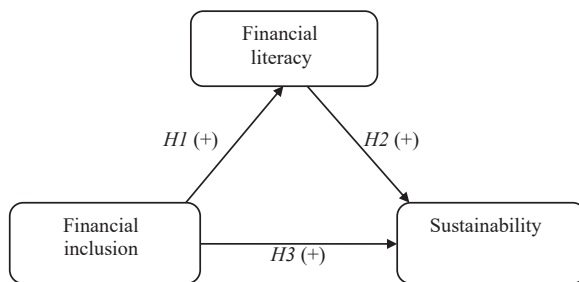 Financial
literacy
H1 (+)
H2 (+)
Financial
inclusion
Sustainability
H3 (+)